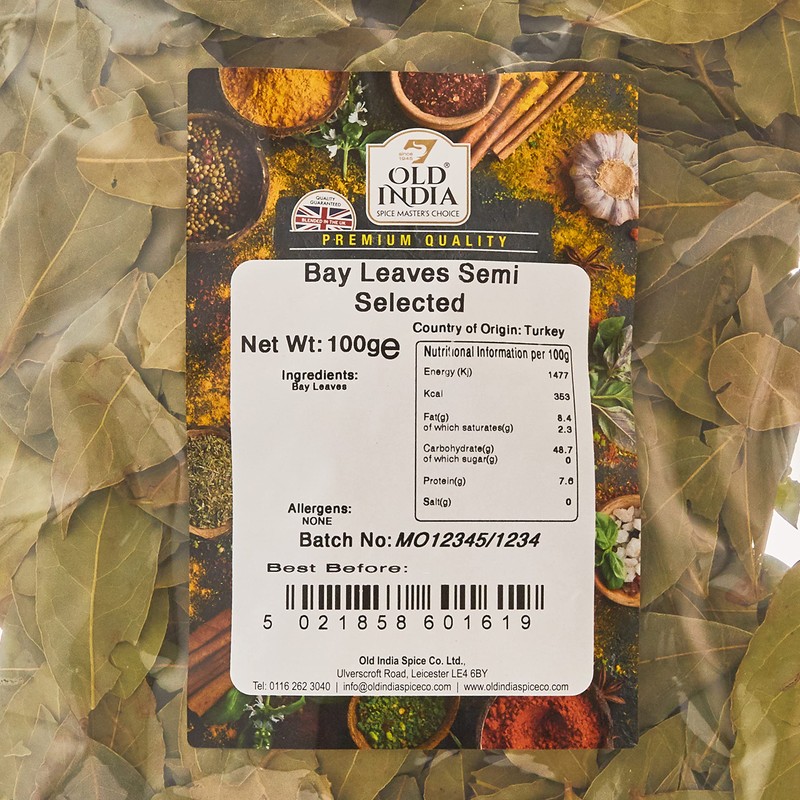 since
1949
OLD®
INDIA
SPICE MASTER'S CHOICE
QUALITY
GUARANTEED
BLENDED IN THE UK
PREMIUM QUALITY
Bay Leaves Semi
Selected
Country of Origin: Turkey
Net Wt: 100g℮
Ingredients:
Bay Leaves
Nutritional Information per 100g
Energy (Kj) 1477
Kcal 353
Fat(g) 8.4
of which saturates(g) 2.3
Carbohydrate(g) 48.7
of which sugar(g) 0
Protein(g) 7.6
Salt(g) 0
Allergens:
NONE
Batch No: MO12345/1234
Best Before:
5 021858 601619
Old India Spice Co. Ltd.,
Ulverscroft Road, Leicester LE4 6BY
Tel: 0116 262 3040 | info@oldindiaspiceco.com | www.oldindiaspiceco.com